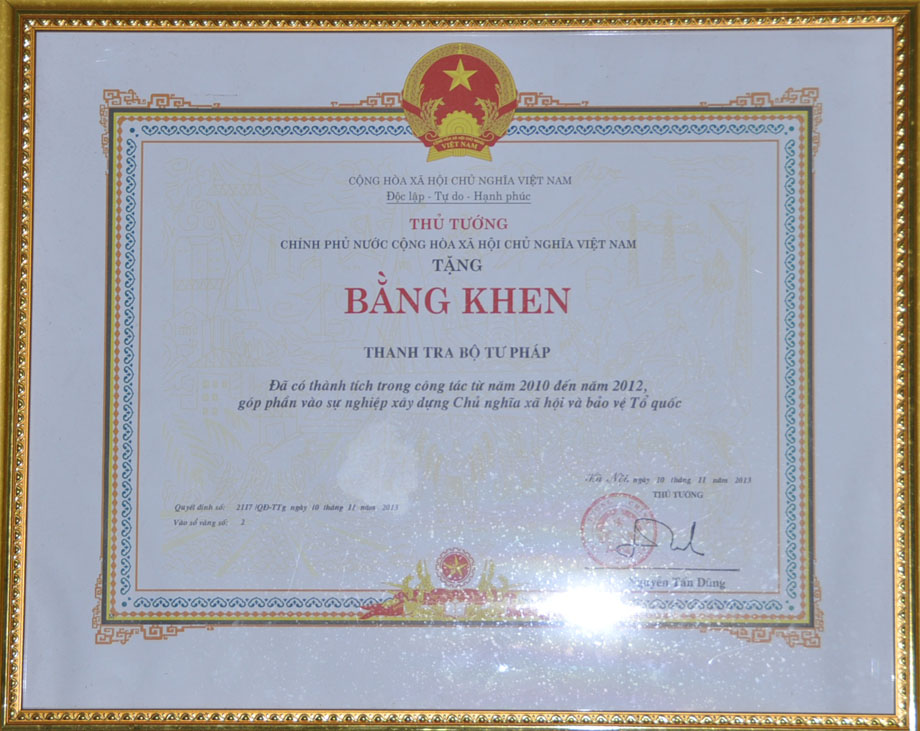 VIỆT NAM
CỘNG HÒA XÃ HỘI CHỦ NGHĨA VIỆT NAM
Độc lập - Tự do - Hạnh phúc
THỦ TƯỚNG
CHÍNH PHỦ NƯỚC CỘNG HÒA XÃ HỘI CHỦ NGHĨA VIỆT NAM
TẶNG
BẰNG KHEN
THANH TRA BỘ TƯ PHÁP
Đã có thành tích trong công tác từ năm 2010 đến năm 2012,
góp phần vào sự nghiệp xây dựng Chủ nghĩa xã hội và bảo vệ Tổ quốc
Hà Nội, ngày 10 tháng 11 năm 2013
THỦ TƯỚNG
Quyết định số: 2117/QĐ-TTg ngày 10 tháng 11 năm 2013
Vào sổ vàng số: 2
Nguyễn Tấn Dũng